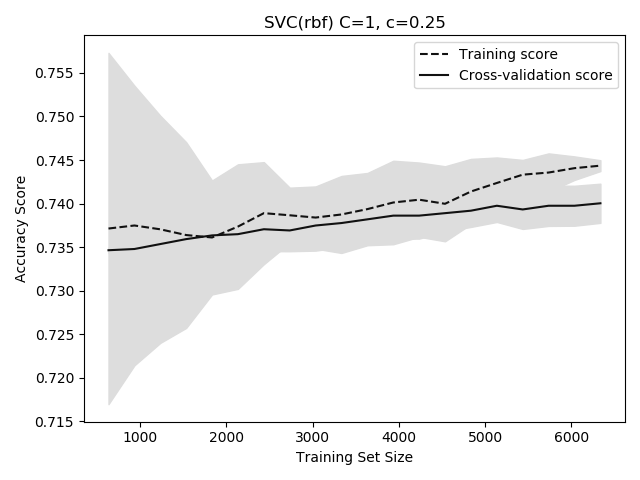 SVC(rbf) C=1, c=0.25
Training score
Cross-validation score
Accuracy Score
0.755
0.750
0.745
0.740
0.735
0.730
0.725
0.720
0.715
1000 2000 3000 4000 5000 6000
Training Set Size